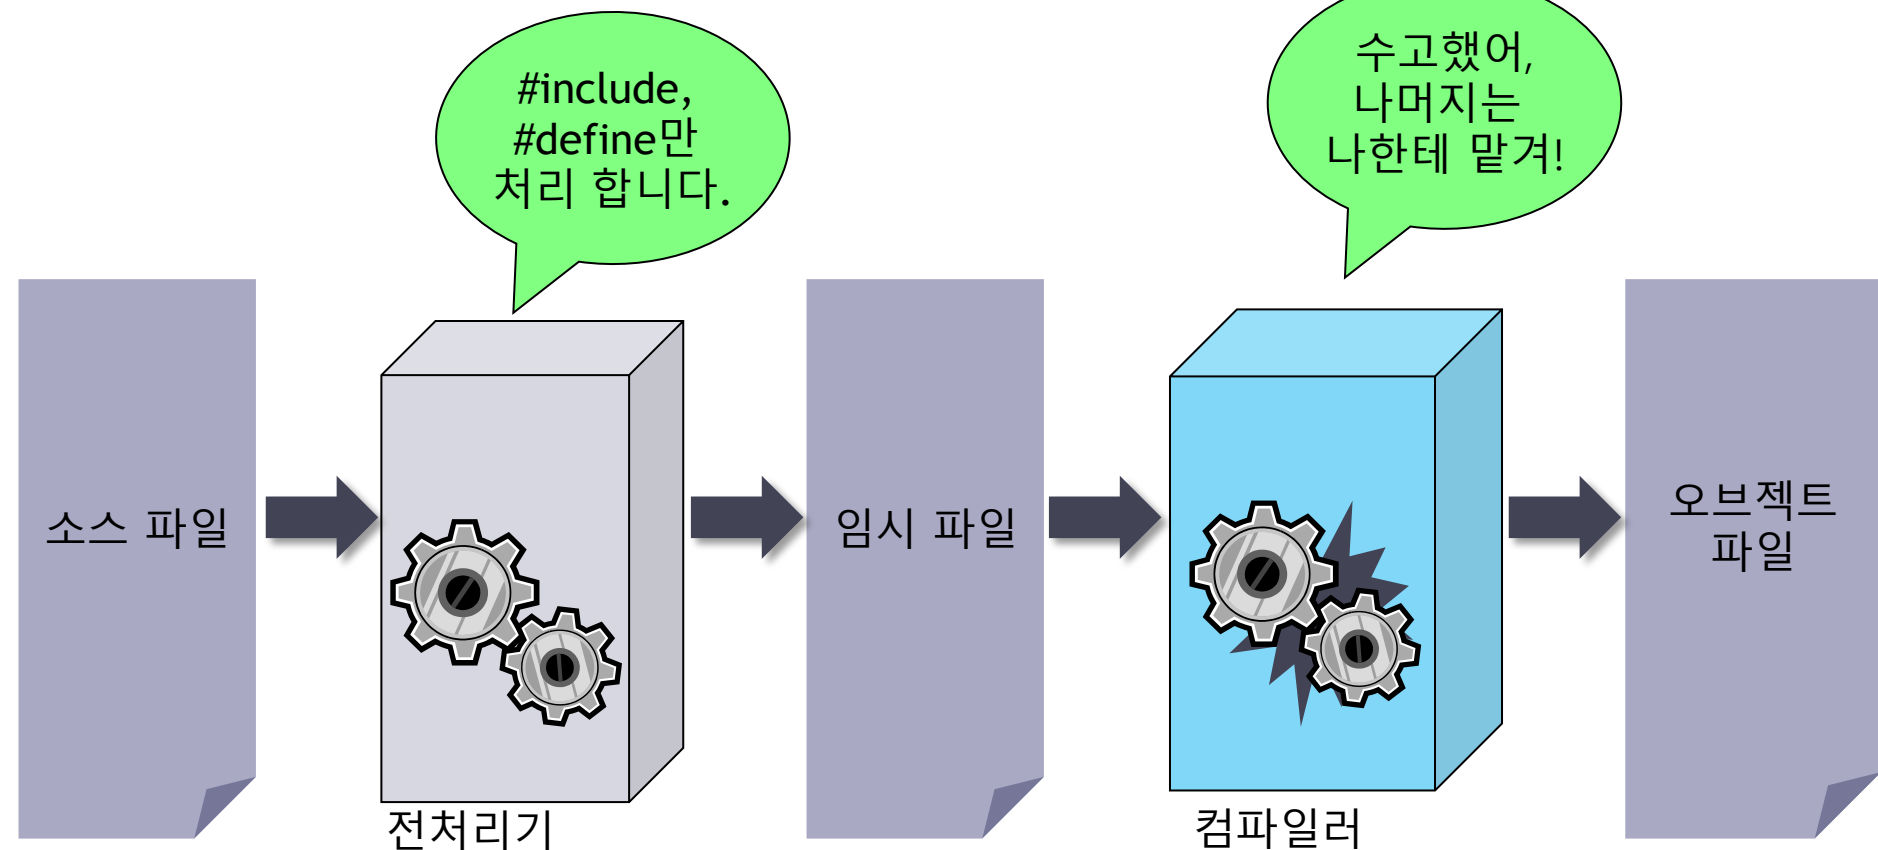 #include,
#define만
처리 합니다.
수고했어,
나머지는
나한테 맡겨!
소스 파일
임시 파일
오브젝트
파일
전처리기
컴파일러